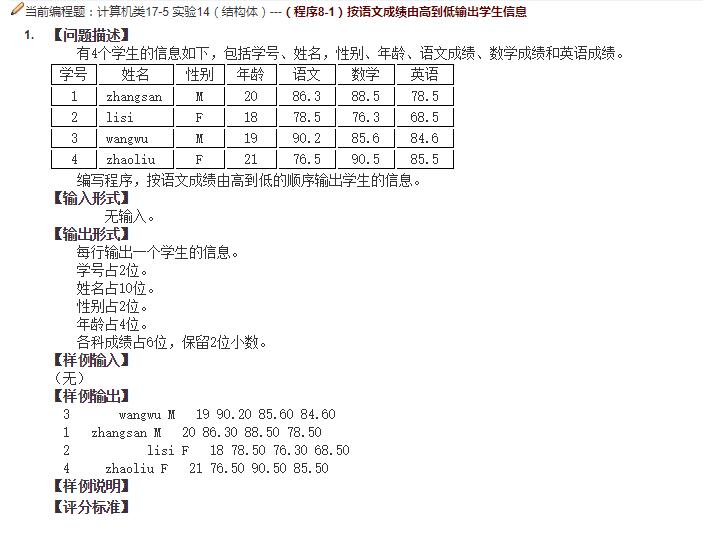 当前编程题：计算机类17-5 实验14（结构体）---（程序8-1）按语文成绩由高到低输出学生信息
1. 【问题描述】
有4个学生的信息如下，包括学号、姓名，性别、年龄、语文成绩、数学成绩和英语成绩。
学号 姓名 性别 年龄 语文 数学 英语
1 zhangsan M 20 86.3 88.5 78.5
2 lisi F 18 78.5 76.3 68.5
3 wangwu M 19 90.2 85.6 84.6
4 zhaoliu F 21 76.5 90.5 85.5
编写程序，按语文成绩由高到低的顺序输出学生的信息。
【输入形式】
无输入。
【输出形式】
每行输出一个学生的信息。
学号占2位。
姓名占10位。
性别占2位。
年龄占4位。
各科成绩占6位，保留2位小数。
【样例输入】
（无）
【样例输出】
3 wangwu M 19 90.20 85.60 84.60
1 zhangsan M 20 86.30 88.50 78.50
2 lisi F 18 78.50 76.30 68.50
4 zhaoliu F 21 76.50 90.50 85.50
【样例说明】
【评分标准】